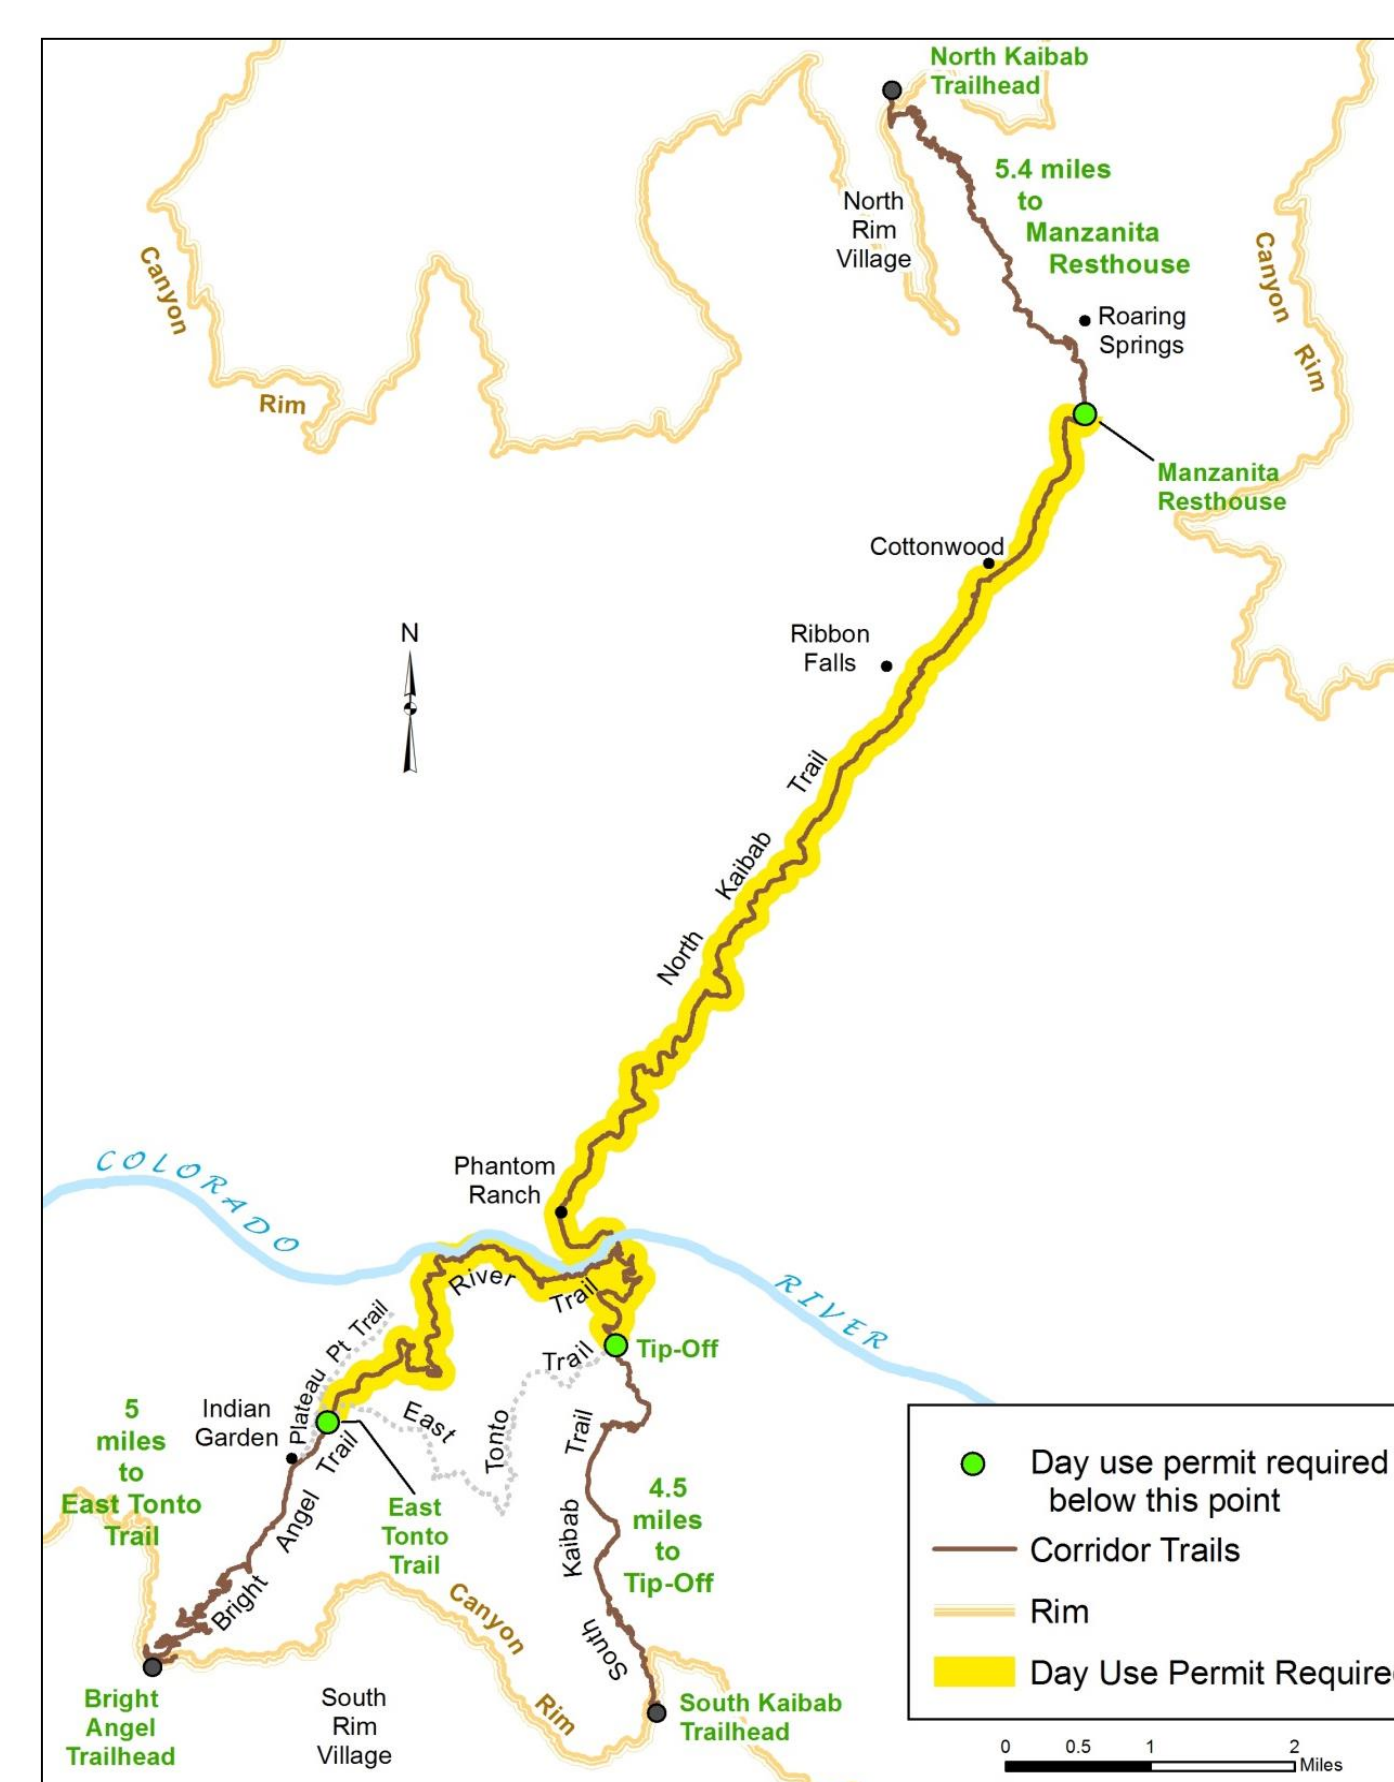 North Kaibab
Trailhead
5.4 miles
to
Manzanita
Resthouse
North
Rim
Village
Canyon
Rim
Canyon
Rim
Roaring
Springs
Manzanita
Resthouse
Cottonwood
Ribbon
Falls
N
North Kaibab Trail
Phantom
Ranch
COLORADO
RIVER
River Trail
Plateau Pt Trail
Tip-Off
East Tonto Trail
Indian
Garden
5
miles
to
East Tonto
Trail
East
Tonto
Trail
4.5
miles
to
Tip-Off
Bright Angel Trail
South Kaibab Trail
Canyon
Rim
Bright
Angel
Trailhead
South
Rim
Village
South Kaibab
Trailhead
Day use permit required
below this point
Corridor Trails
Rim
Day Use Permit Require
0 0.5 1 2
Miles